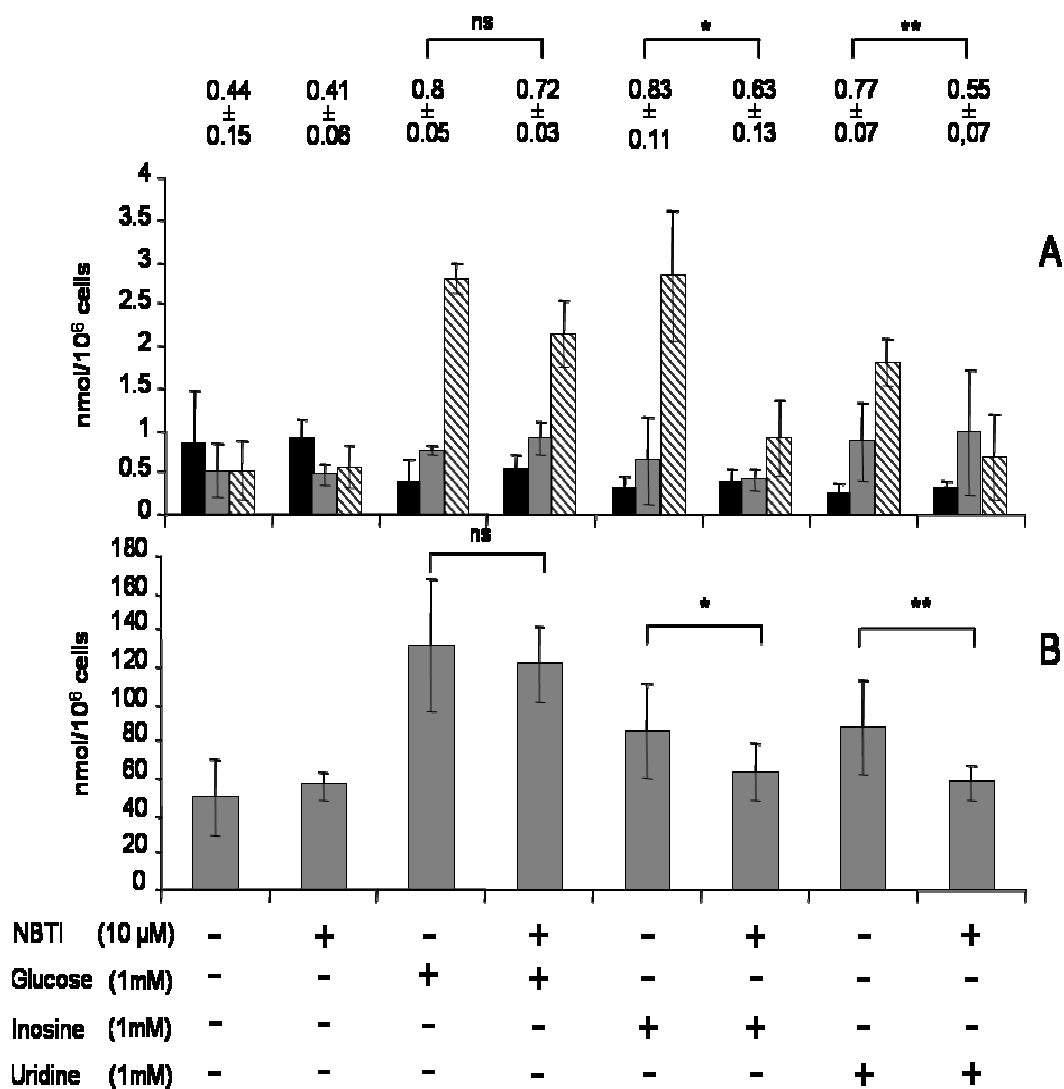 ns * **
0.44 0.41 0.8 0.72 0.83 0.63 0.77 0.55
± ± ± ± ± ± ± ±
0.15 0.06 0.05 0.03 0.11 0.13 0.07 0,07
4
3.5
3
2.5
2
1.5
1
0.5
0
nmol/10⁶ cells
A
180
160
140
120
100
80
60
40
20
0
nmol/10⁶ cells
ns * **
B
NBTI (10 µM) - + - + - + - +
Glucose (1mM) - - + + - - - -
Inosine (1mM) - - - - + + - -
Uridine (1mM) - - - - - - + +